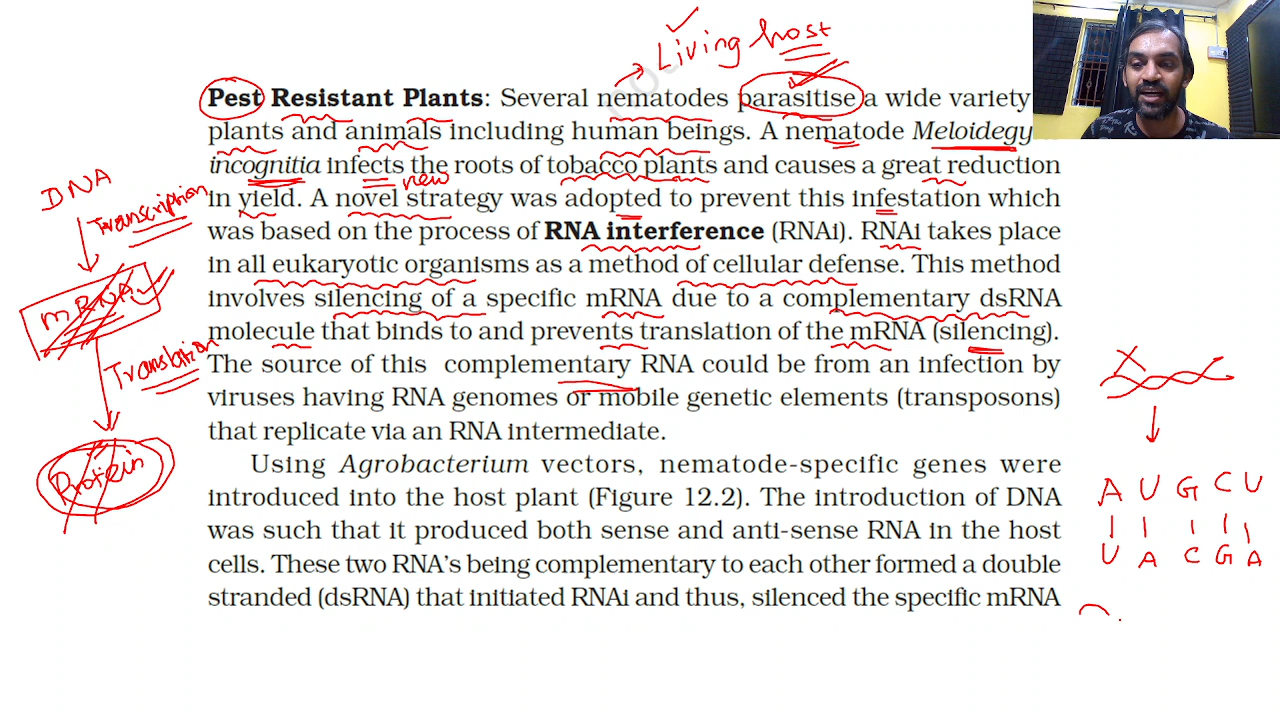 Living host
Pest Resistant Plants: Several nematodes parasitise a wide variety
plants and animals including human beings. A nematode Meloidegy
incognitia infects the roots of tobacco plants and causes a great reduction
new
in yield. A novel strategy was adopted to prevent this infestation which
was based on the process of RNA interference (RNAi). RNAi takes place
in all eukaryotic organisms as a method of cellular defense. This method
involves silencing of a specific mRNA due to a complementary dsRNA
molecule that binds to and prevents translation of the mRNA (silencing).
The source of this complementary RNA could be from an infection by
viruses having RNA genomes or mobile genetic elements (transposons)
that replicate via an RNA intermediate.
Using Agrobacterium vectors, nematode-specific genes were
introduced into the host plant (Figure 12.2). The introduction of DNA
was such that it produced both sense and anti-sense RNA in the host
cells. These two RNA's being complementary to each other formed a double
stranded (dsRNA) that initiated RNAi and thus, silenced the specific mRNA
DNA
Transcription
mRNA
Translation
Protein
A U G C U
U A C G A